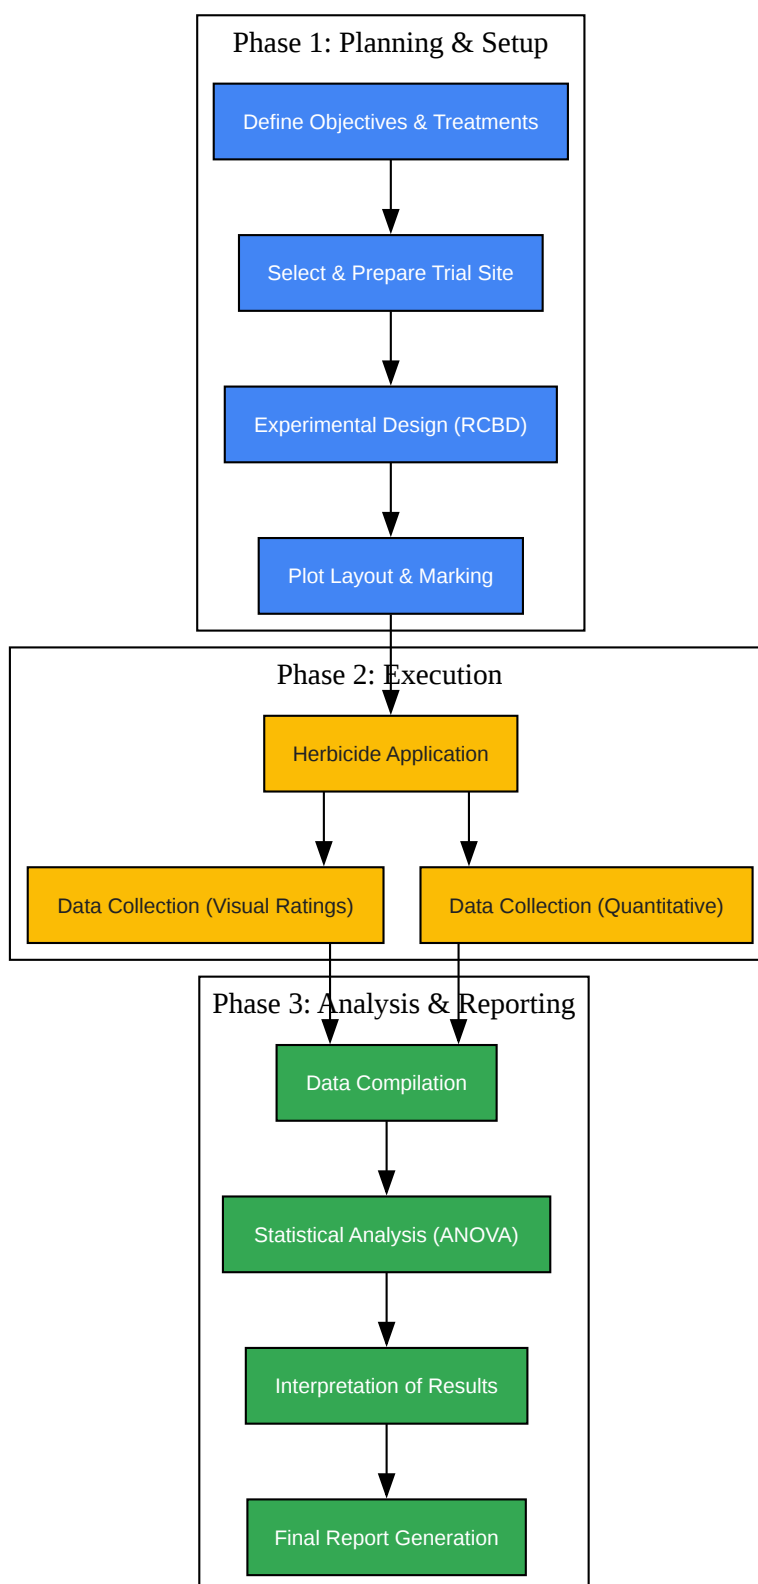 Phase 1: Planning & Setup
Define Objectives & Treatments
Select & Prepare Trial Site
Experimental Design (RCBD)
Plot Layout & Marking
Phase 2: Execution
Herbicide Application
Data Collection (Visual Ratings)
Data Collection (Quantitative)
Phase 3: Analysis & Reporting
Data Compilation
Statistical Analysis (ANOVA)
Interpretation of Results
Final Report Generation